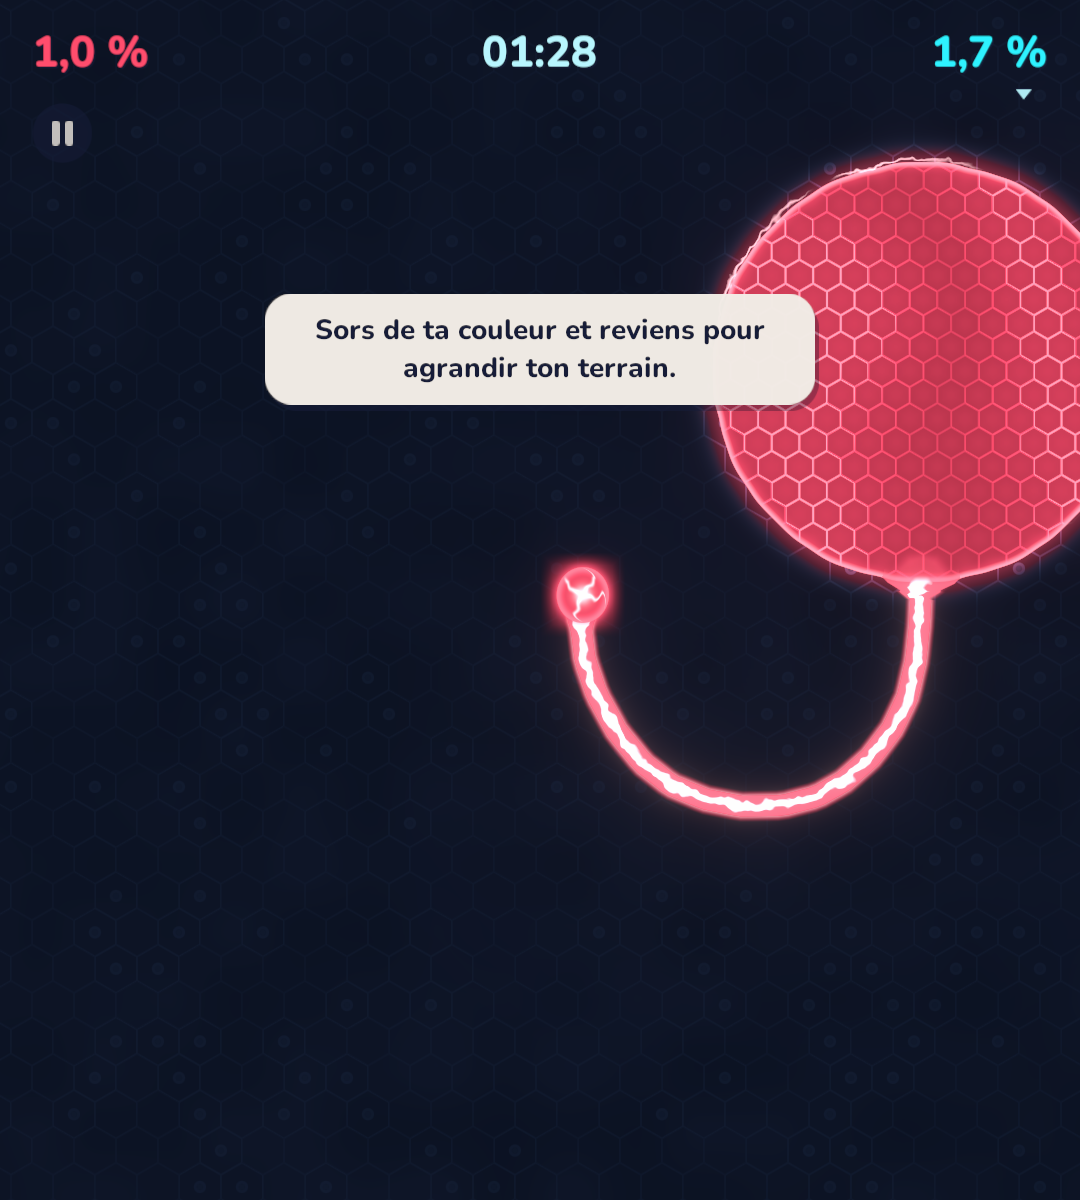 1,0 % 01:28 1,7 %
Sors de ta couleur et reviens pour
agrandir ton terrain.